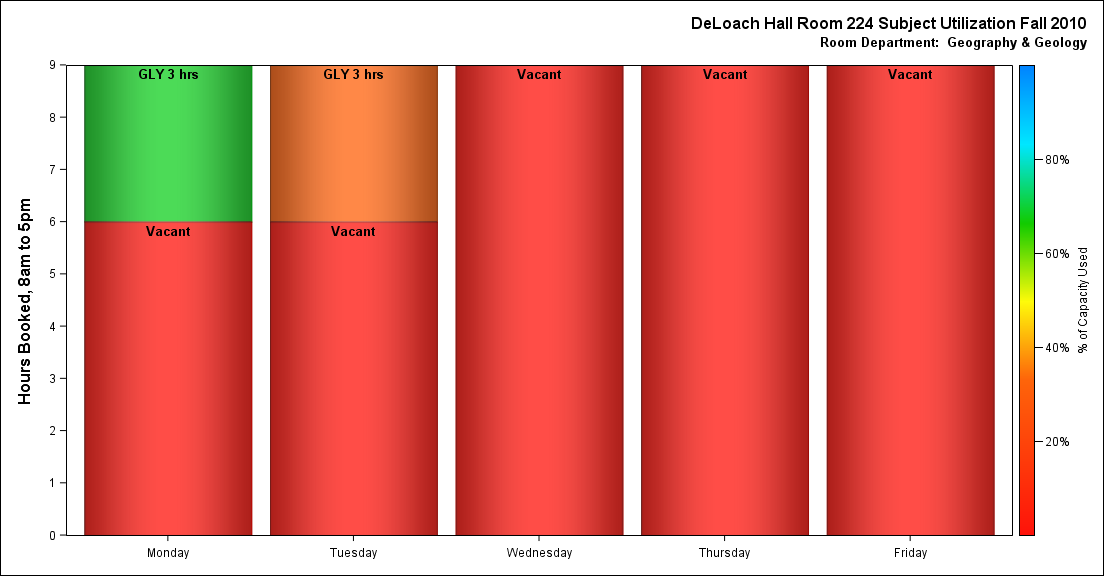 DeLoach Hall Room 224 Subject Utilization Fall 2010
Room Department: Geography & Geology
Hours Booked, 8am to 5pm
9
8
7
6
5
4
3
2
1
0
GLY 3 hrs
Vacant
GLY 3 hrs
Vacant
Vacant
Vacant
Vacant
Monday
Tuesday
Wednesday
Thursday
Friday
80%
60%
40%
20%
% of Capacity Used